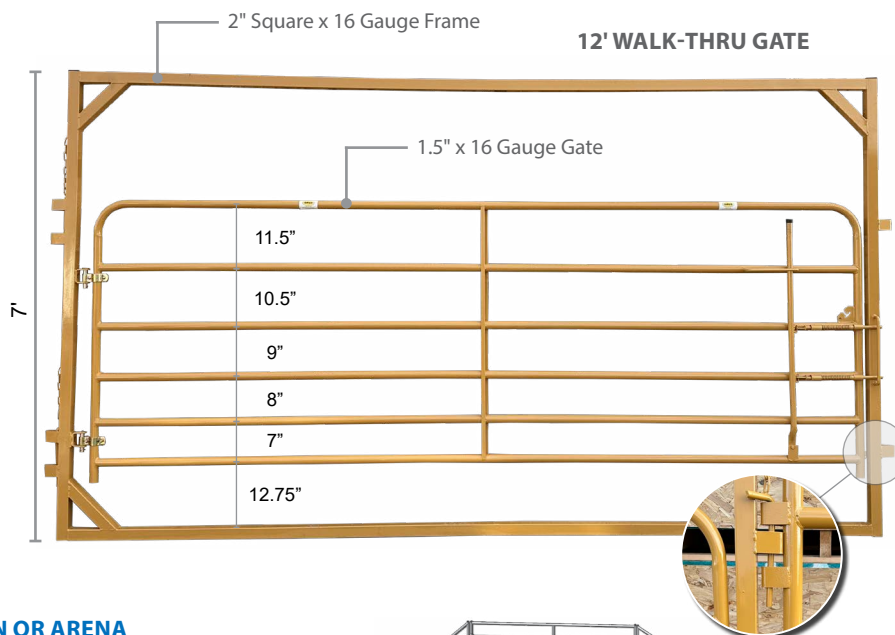 2" Square x 16 Gauge Frame
12' WALK-THRU GATE
1.5" x 16 Gauge Gate
11.5”
10.5”
7'
9”
8”
7”
12.75”
OR ARENA